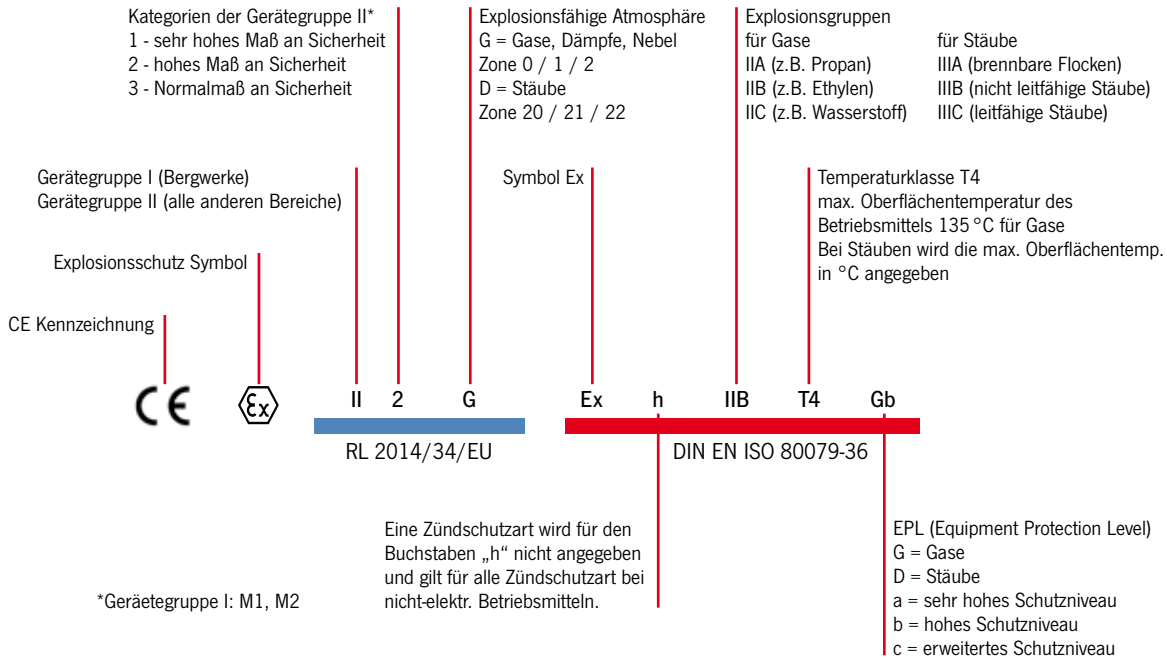 Kategorien der Gerätegruppe II*
1 - sehr hohes Maß an Sicherheit
2 - hohes Maß an Sicherheit
3 - Normalmaß an Sicherheit
Explosionsfähige Atmosphäre
G = Gase, Dämpfe, Nebel
Zone 0 / 1 / 2
D = Stäube
Zone 20 / 21 / 22
Explosionsgruppen
für Gase
IIA (z.B. Propan)
IIB (z.B. Ethylen)
IIC (z.B. Wasserstoff)
für Stäube
IIIA (brennbare Flocken)
IIIB (nicht leitfähige Stäube)
IIIC (leitfähige Stäube)
Gerätegruppe I (Bergwerke)
Gerätegruppe II (alle anderen Bereiche)
Symbol Ex
Temperaturklasse T4
max. Oberflächentemperatur des
Betriebsmittels 135 °C für Gase
Bei Stäuben wird die max. Oberflächentemp.
in °C angegeben
Explosionsschutz Symbol
CE Kennzeichnung
CE Ex II 2 G Ex h IIB T4 Gb
RL 2014/34/EU
DIN EN ISO 80079-36
Eine Zündschutzart wird für den
Buchstaben „h“ nicht angegeben
und gilt für alle Zündschutzart bei
nicht-elektr. Betriebsmitteln.
EPL (Equipment Protection Level)
G = Gase
D = Stäube
a = sehr hohes Schutzniveau
b = hohes Schutzniveau
c = erweitertes Schutzniveau
*Geräetegruppe I: M1, M2